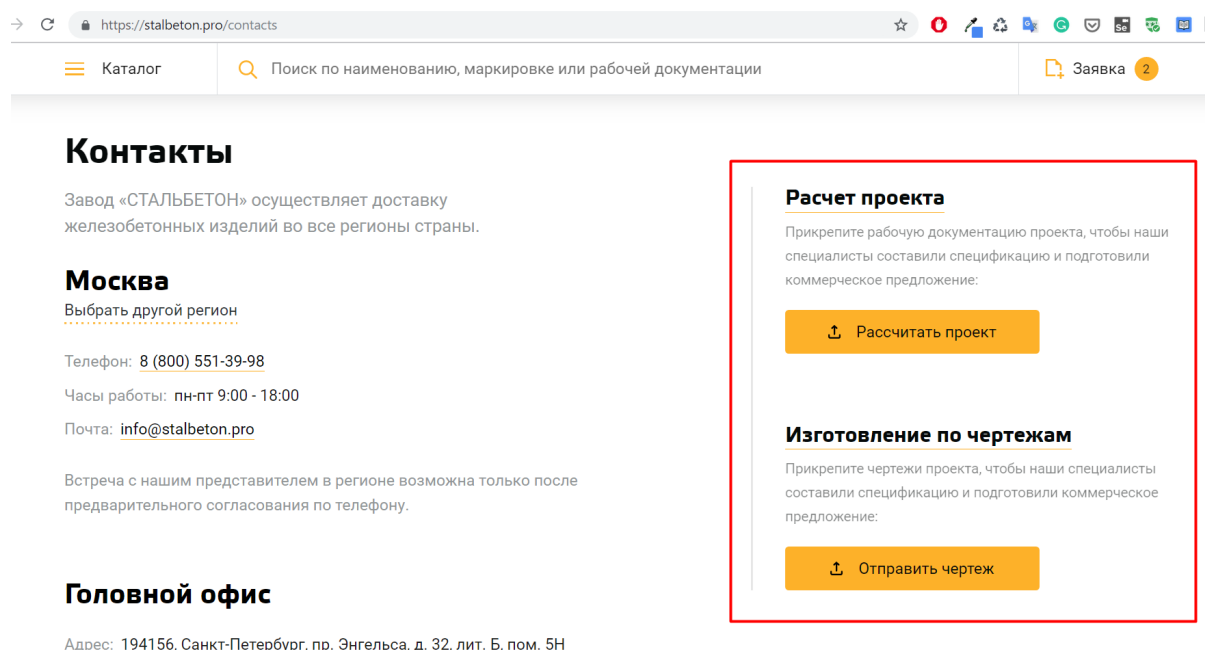 https://stalbeton.pro/contacts
Каталог
Поиск по наименованию, маркировке или рабочей документации
Заявка 2
Контакты
Завод «СТАЛЬБЕТОН» осуществляет доставку
железобетонных изделий во все регионы страны.
Москва
Выбрать другой регион
Телефон: 8 (800) 551-39-98
Часы работы: пн-пт 9:00 - 18:00
Почта: info@stalbeton.pro
Встреча с нашим представителем в регионе возможна только после
предварительного согласования по телефону.
Головной офис
Адрес: 194156, Санкт-Петербург, пр. Энгельса, д. 32, лит. Б, пом. 5Н
Расчет проекта
Прикрепите рабочую документацию проекта, чтобы наши
специалисты составили спецификацию и подготовили
коммерческое предложение:
Рассчитать проект
Изготовление по чертежам
Прикрепите чертежи проекта, чтобы наши специалисты
составили спецификацию и подготовили коммерческое
предложение:
Отправить чертеж